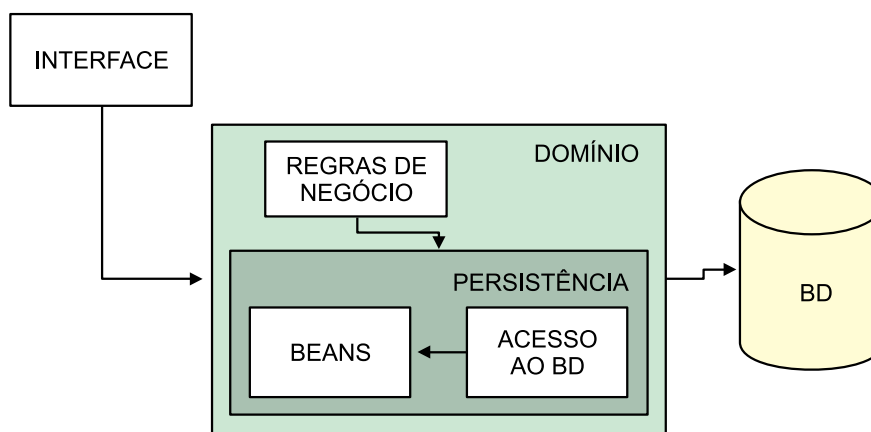 INTERFACE
DOMÍNIO
REGRAS DE
NEGÓCIO
PERSISTÊNCIA
BEANS
ACESSO
AO BD
BD